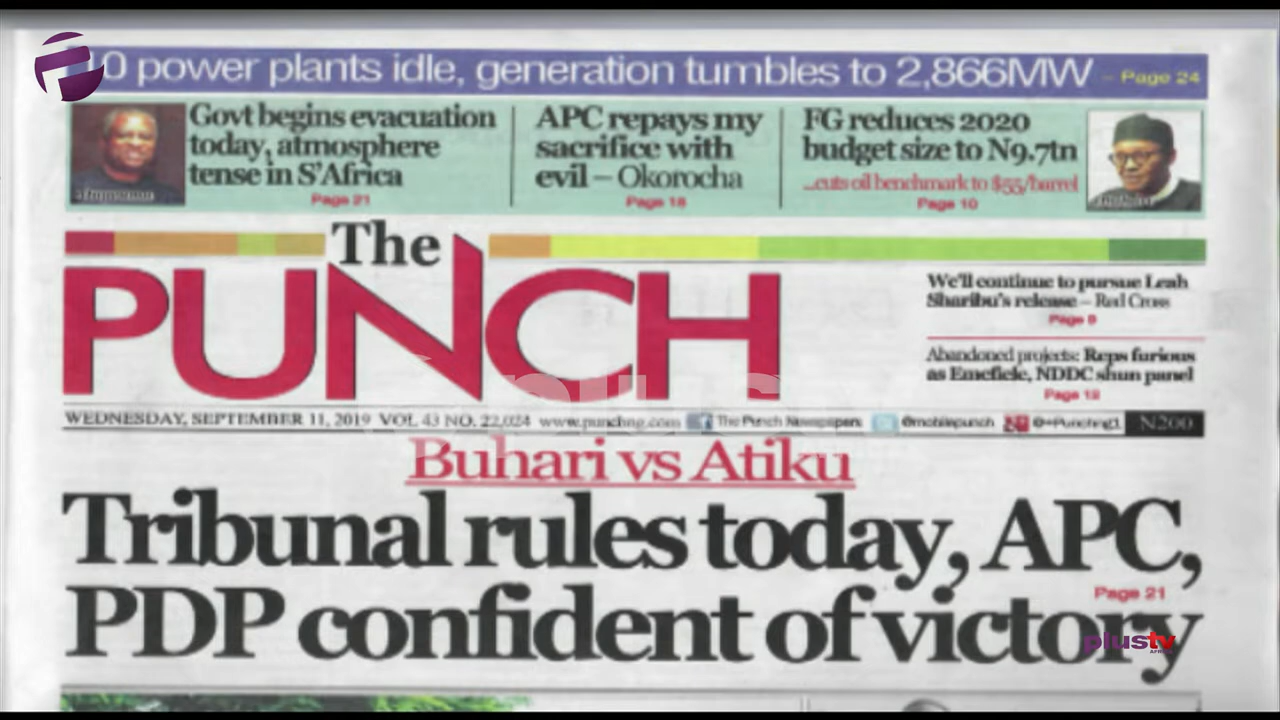 10 power plants idle, generation tumbles to 2,866MW – Page 24
Govt begins evacuation
today, atmosphere
tense in S'Africa
Page 21
APC repays my
sacrifice with
evil – Okorocha
Page 18
FG reduces 2020
budget size to N9.7tn
...cuts oil benchmark to $55/barrel
Page 10
The
PUNCH
We'll continue to pursue Leah
Sharibu's release – Red Cross
Page 9
Abandoned projects: Reps furious
as Emefiele, NDDC shun panel
Page 12
WEDNESDAY, SEPTEMBER 11, 2019 VOL. 43 NO. 22,024 www.punchng.com The Punch Newspapers @mobilepunch @+Punchng1 N200
Buhari vs Atiku
Tribunal rules today, APC,
Page 21
PDP confident of victory
plustv